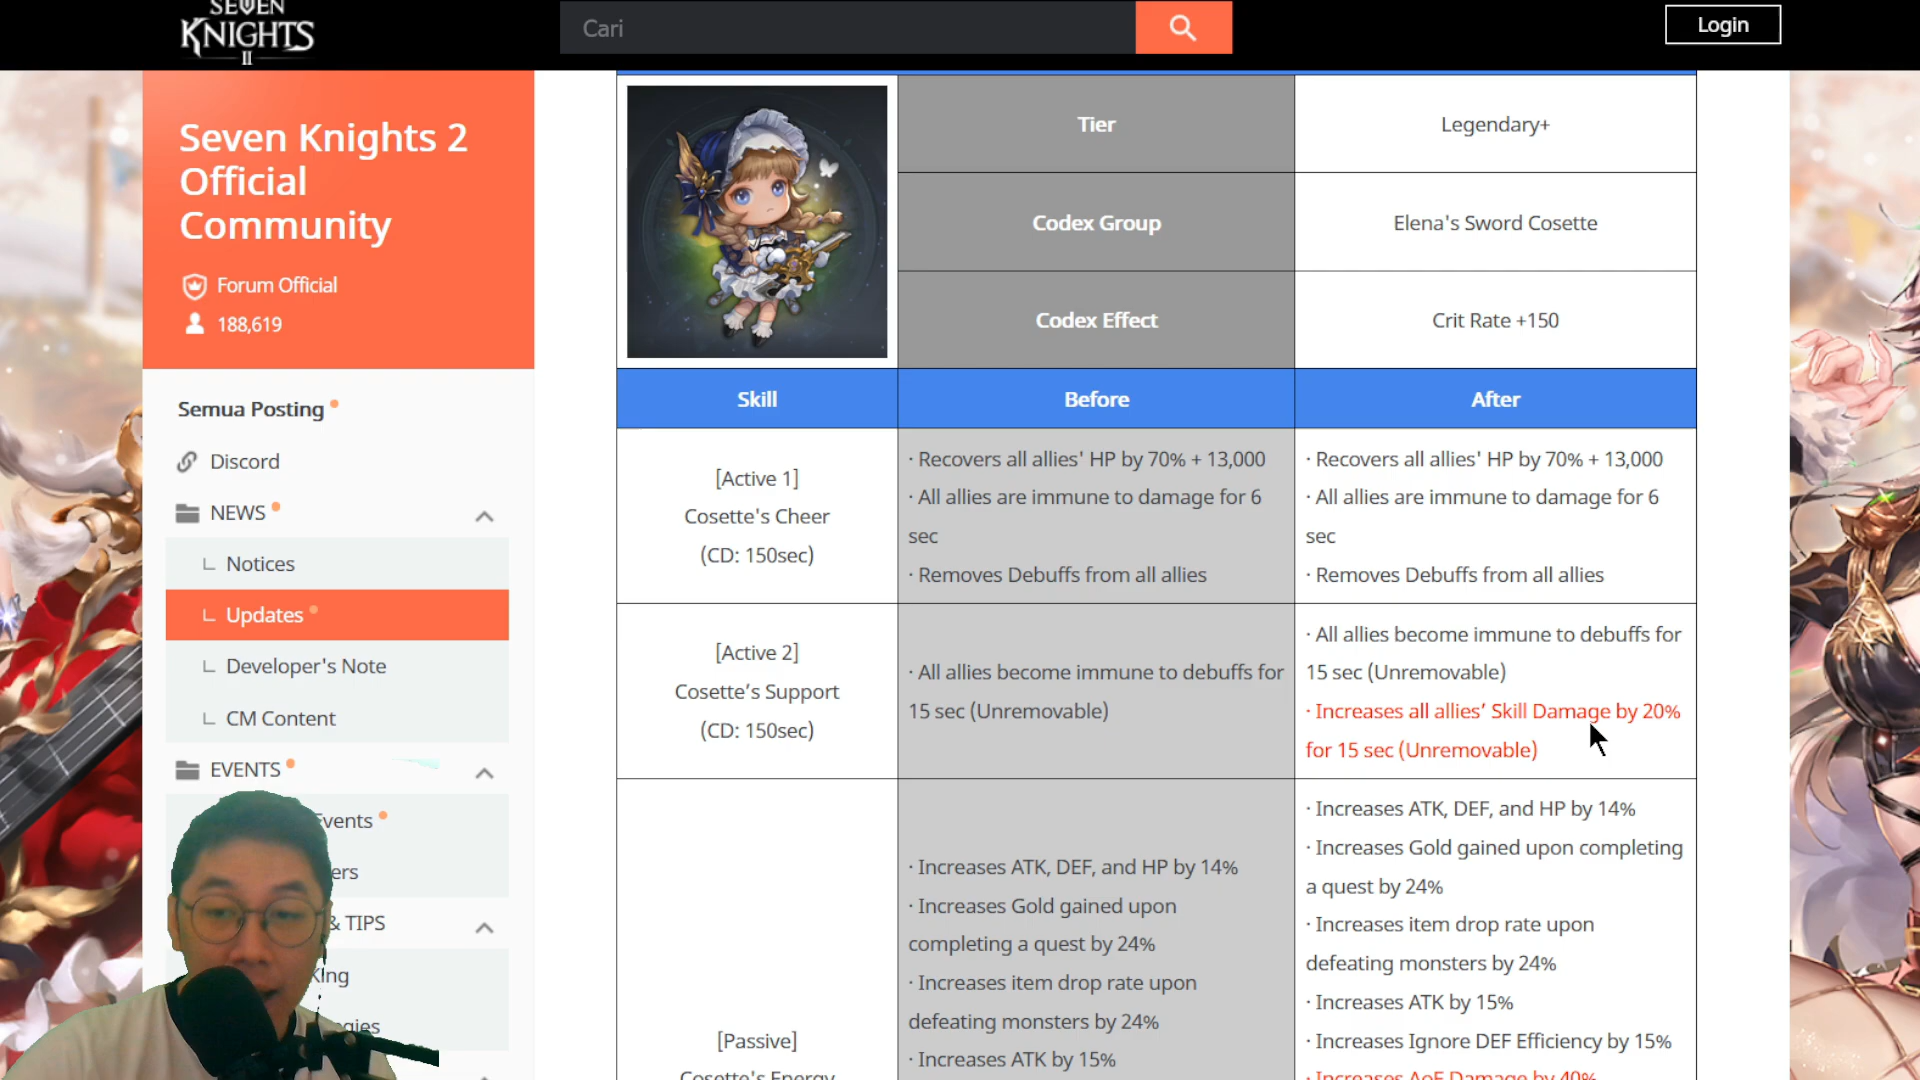 SEVEN
KNIGHTS
II
Cari
Login
Seven Knights 2
Official
Community
Forum Official
188,619
Semua Posting
Discord
NEWS
Notices
Updates
Developer's Note
CM Content
EVENTS
Events
ers
& TIPS
King
egies
Tier
Legendary+
Codex Group
Elena's Sword Cosette
Codex Effect
Crit Rate +150
Skill
Before
After
[Active 1]
Cosette's Cheer
(CD: 150sec)
· Recovers all allies' HP by 70% + 13,000
· All allies are immune to damage for 6
sec
· Removes Debuffs from all allies
· Recovers all allies' HP by 70% + 13,000
· All allies are immune to damage for 6
sec
· Removes Debuffs from all allies
[Active 2]
Cosette’s Support
(CD: 150sec)
· All allies become immune to debuffs for
15 sec (Unremovable)
· All allies become immune to debuffs for
15 sec (Unremovable)
· Increases all allies’ Skill Damage by 20%
for 15 sec (Unremovable)
[Passive]
Cosette's Energy
· Increases ATK, DEF, and HP by 14%
· Increases Gold gained upon
completing a quest by 24%
· Increases item drop rate upon
defeating monsters by 24%
· Increases ATK by 15%
· Increases ATK, DEF, and HP by 14%
· Increases Gold gained upon completing
a quest by 24%
· Increases item drop rate upon
defeating monsters by 24%
· Increases ATK by 15%
· Increases Ignore DEF Efficiency by 15%
· Increases AoE Damage by 40%